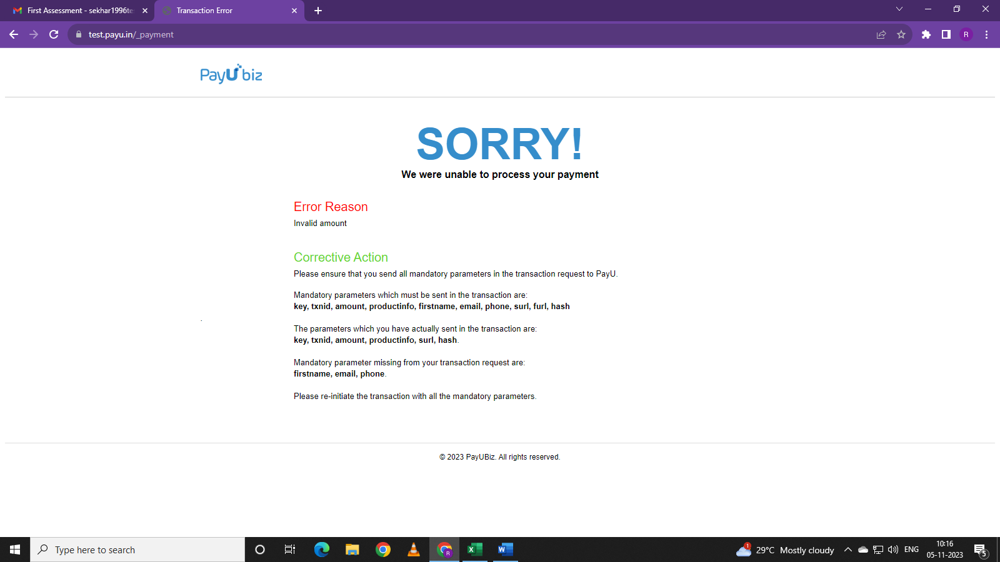 First Assessment - sekhar1996te
Transaction Error
test.payu.in/_payment
R
PayUbiz
SORRY!
We were unable to process your payment
Error Reason
Invalid amount
Corrective Action
Please ensure that you send all mandatory parameters in the transaction request to PayU.
Mandatory parameters which must be sent in the transaction are:
key, txnid, amount, productinfo, firstname, email, phone, surl, furl, hash
.
The parameters which you have actually sent in the transaction are:
key, txnid, amount, productinfo, surl, hash.
Mandatory parameter missing from your transaction request are:
firstname, email, phone.
Please re-initiate the transaction with all the mandatory parameters.
© 2023 PayUBiz. All rights reserved.
Type here to search
R
X
W
1
29°C Mostly cloudy
ENG
10:16
05-11-2023
5